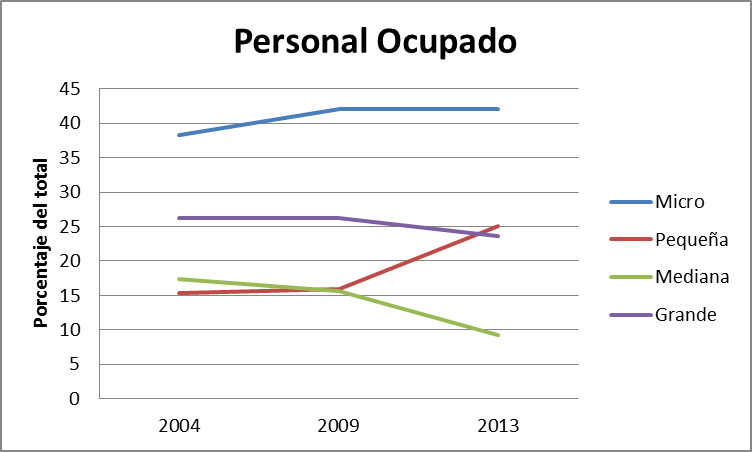 Personal Ocupado
Porcentaje del total
45
40
35
30
25
20
15
10
5
0
2004
2009
2013
Micro
Pequeña
Mediana
Grande